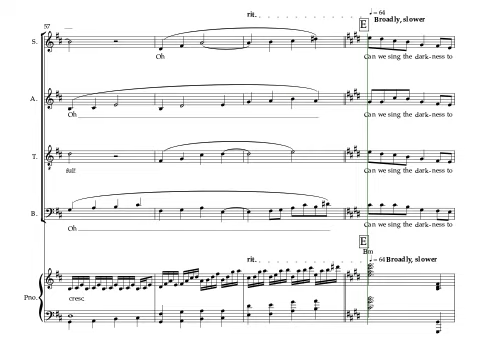 rit.
♩ = 64
E Broadly, slower
57
S.
Oh Can we sing the dark-ness to
A.
Oh Can we sing the dark-ness to
T.
full! Can we sing the dark-ness to
B.
Oh Can we sing the dark-ness to
E
Bm
rit. ♩ = 64 Broadly, slower
Pno.
cresc